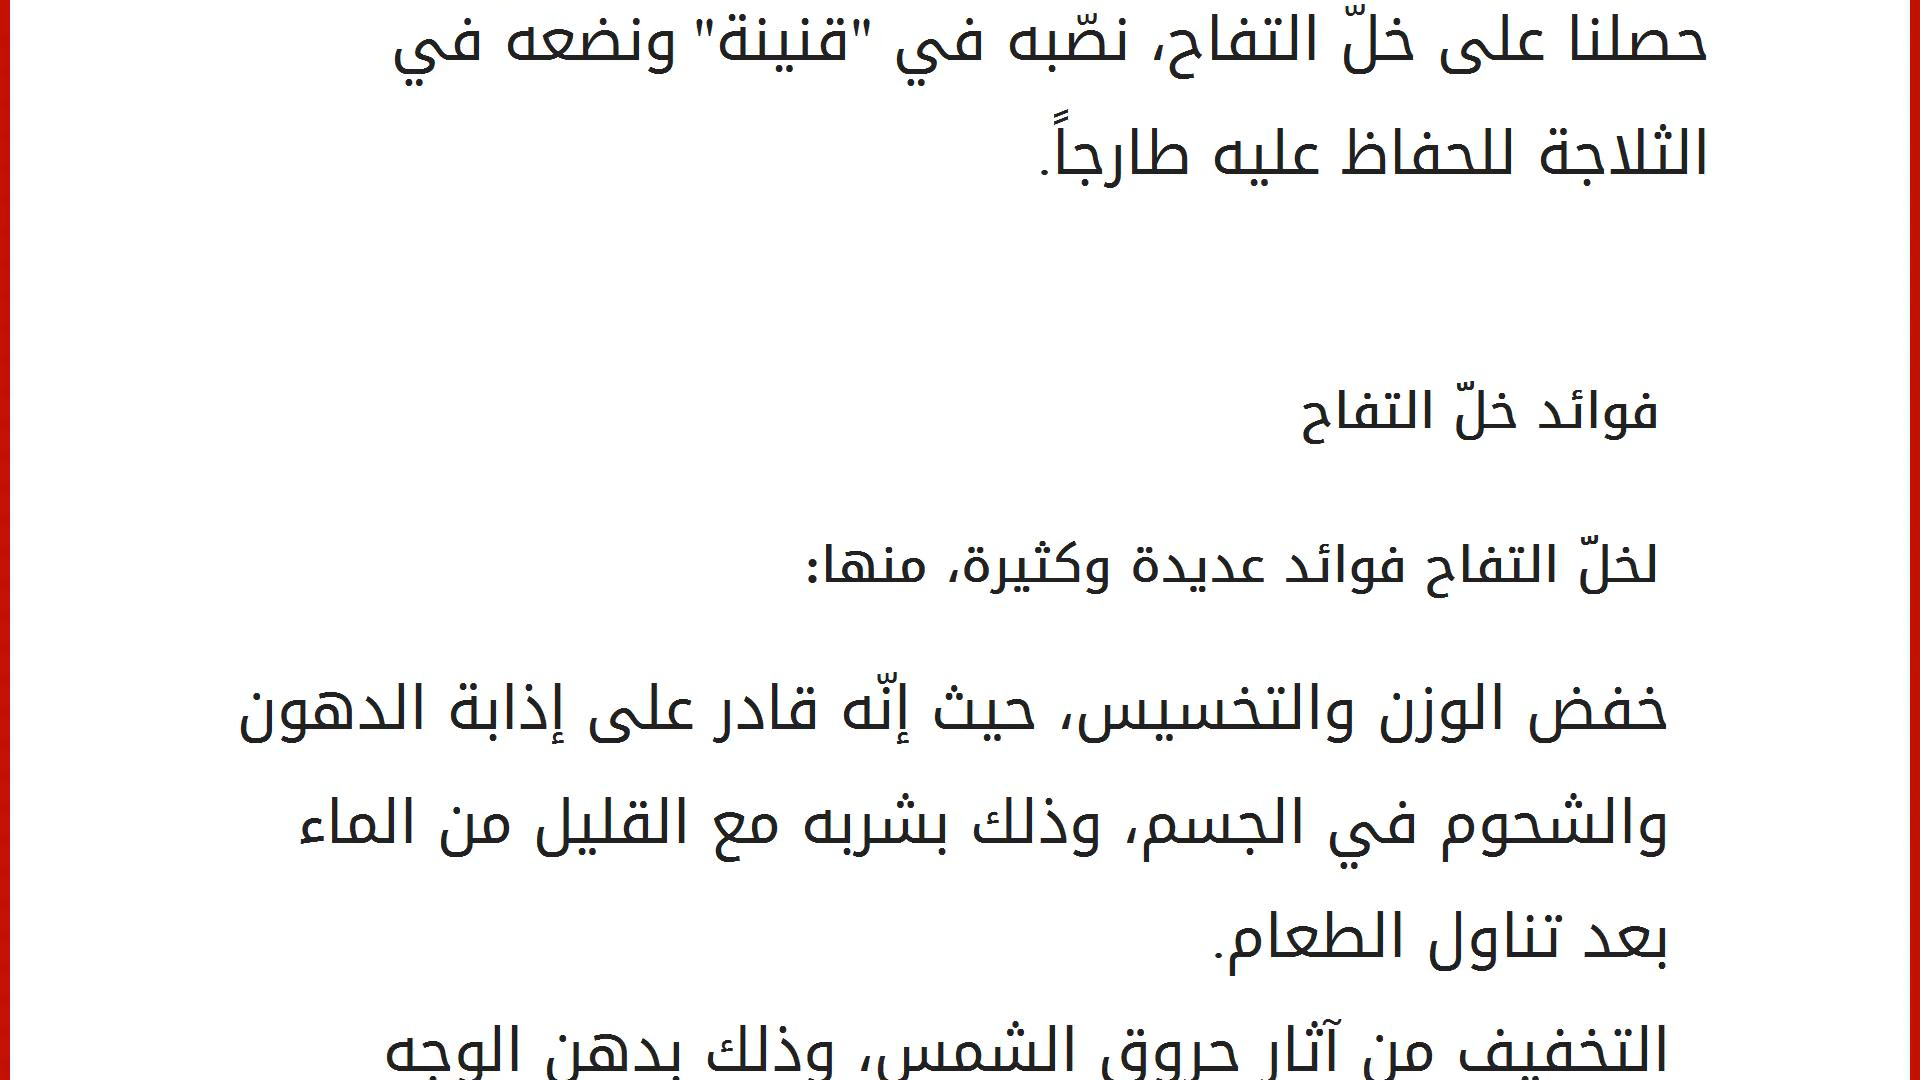 حصلنا على خلّ التفاح، نصّبه في "قنينة" ونضعه في
الثلاجة للحفاظ عليه طارجاً.
فوائد خلّ التفاح
لخلّ التفاح فوائد عديدة وكثيرة، منها:
خفض الوزن والتخسيس، حيث إنّه قادر على إذابة الدهون
والشحوم في الجسم، وذلك بشربه مع القليل من الماء
بعد تناول الطعام.
التخفيف من آثار حروق الشمس، وذلك بدهن الوجه